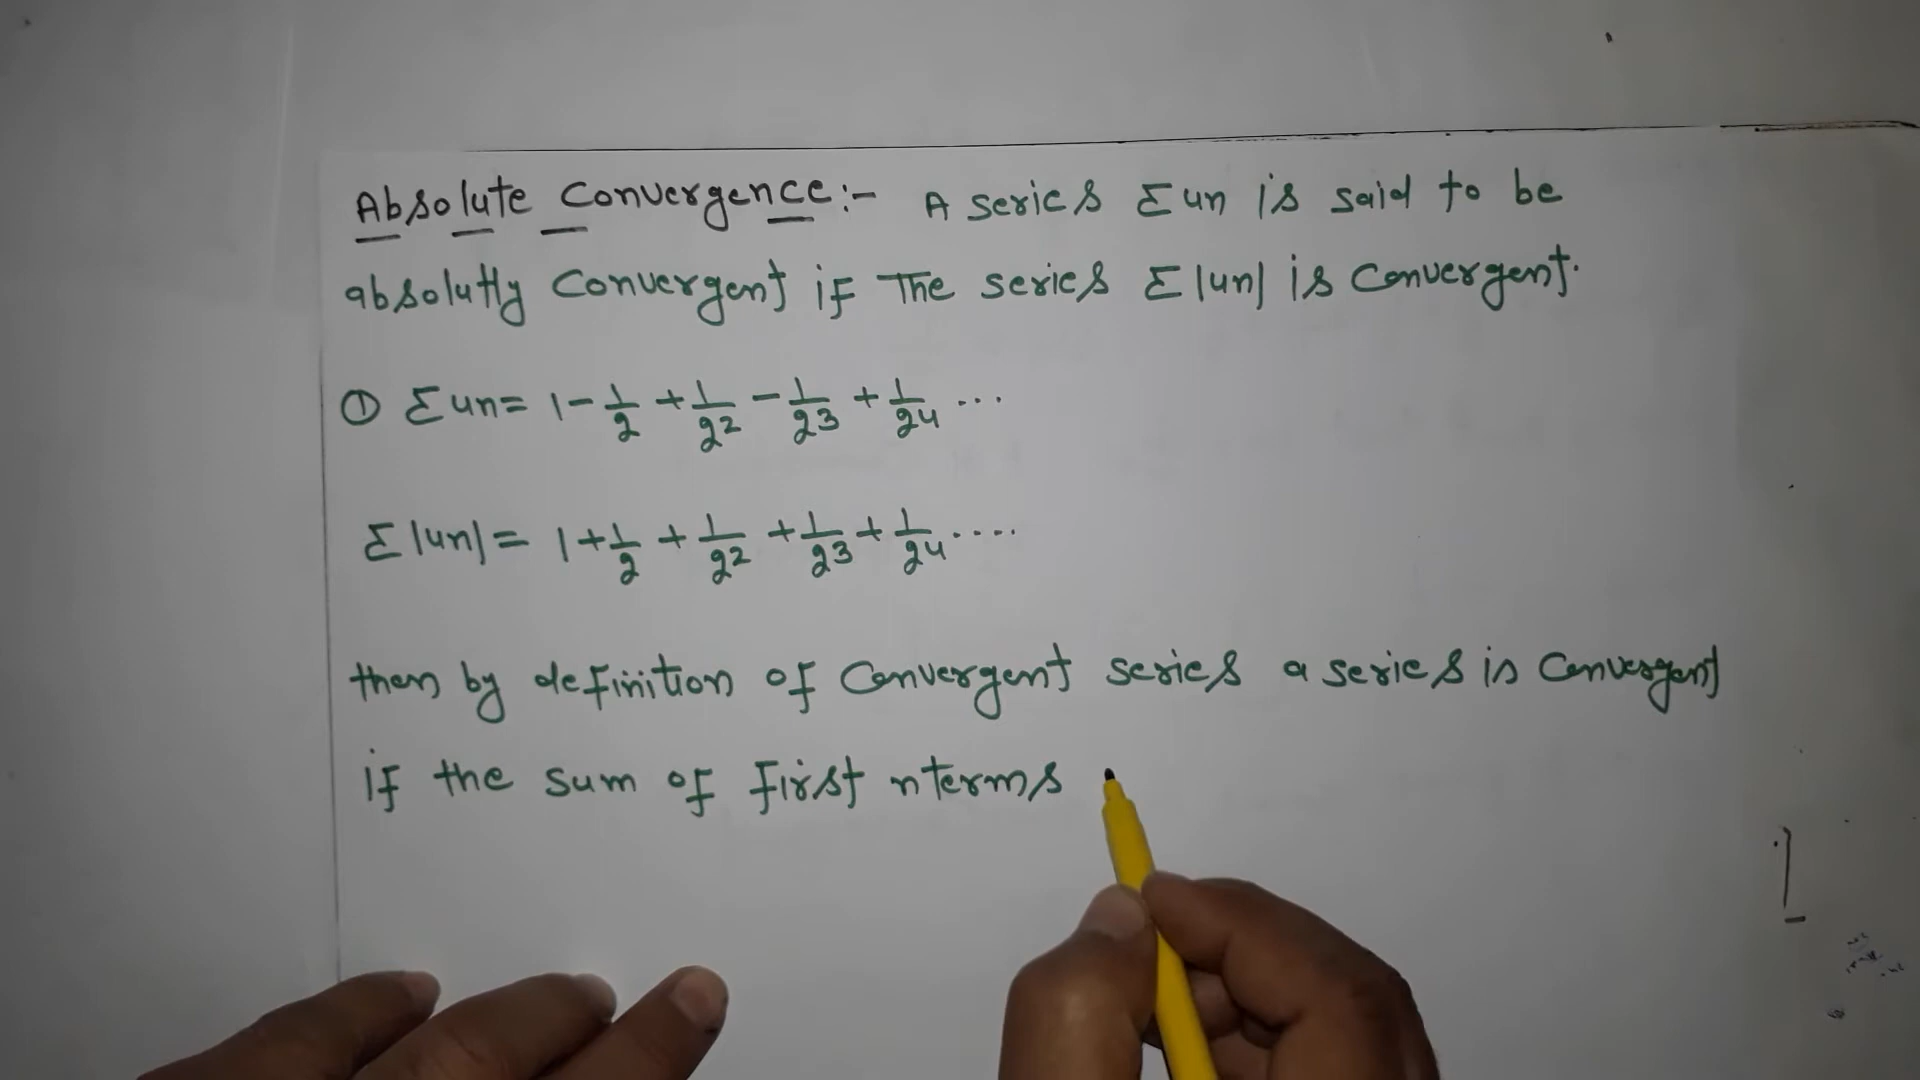 Absolute Convergence:- A series Σun is said to be
absolutly Convergent if The series Σ|un| is Convergent.
① Σun= 1-1/2+1/2²-1/2³+1/2⁴...
Σ|un|= 1+1/2+1/2²+1/2³+1/2⁴....
then by definition of Convergent series a series is Convergent
if the sum of first n terms